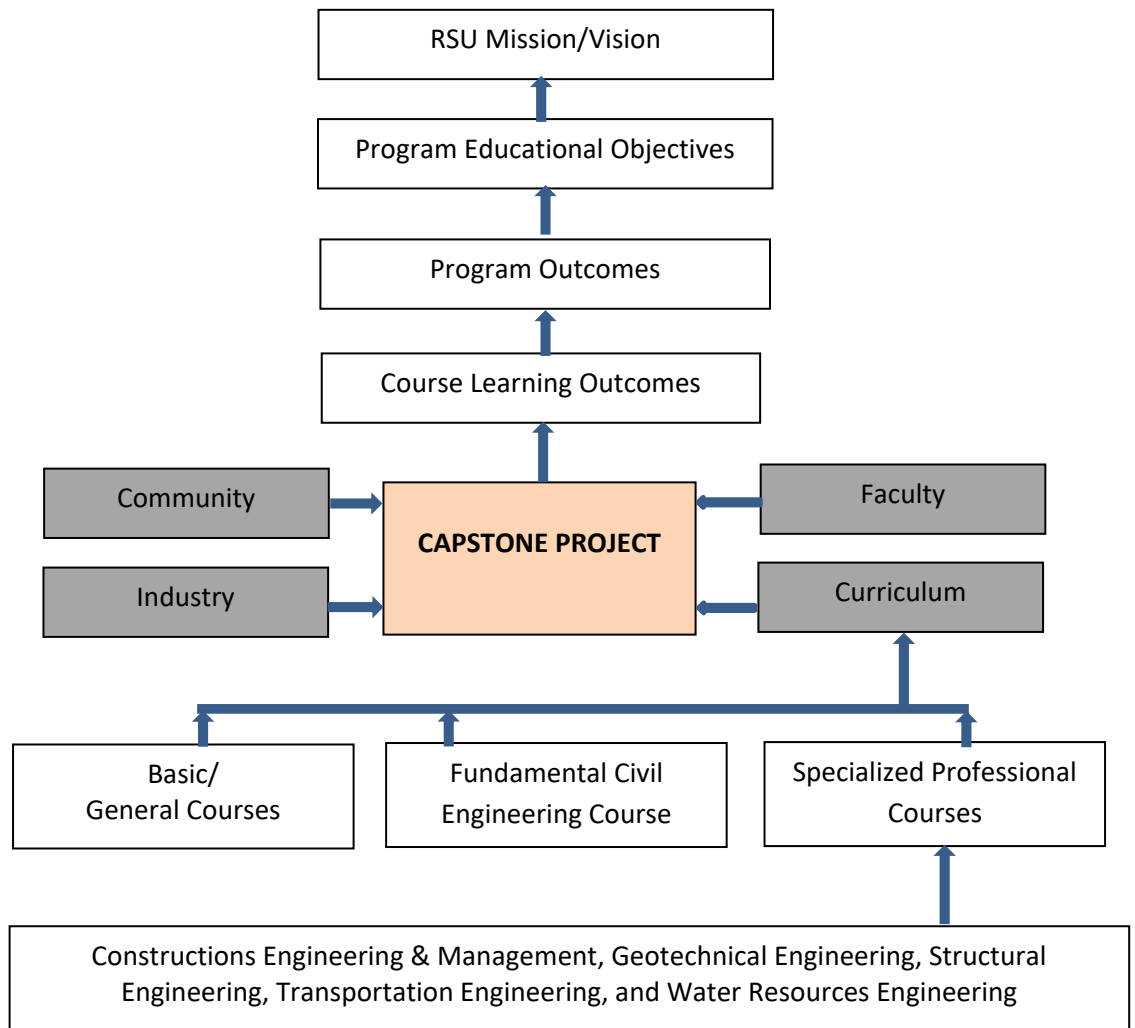 RSU Mission/Vision
Program Educational Objectives
Program Outcomes
Course Learning Outcomes
Community
Faculty
CAPSTONE PROJECT
Industry
Curriculum
Basic/
General Courses
Fundamental Civil
Engineering Course
Specialized Professional
Courses
Constructions Engineering & Management, Geotechnical Engineering, Structural
Engineering, Transportation Engineering, and Water Resources Engineering